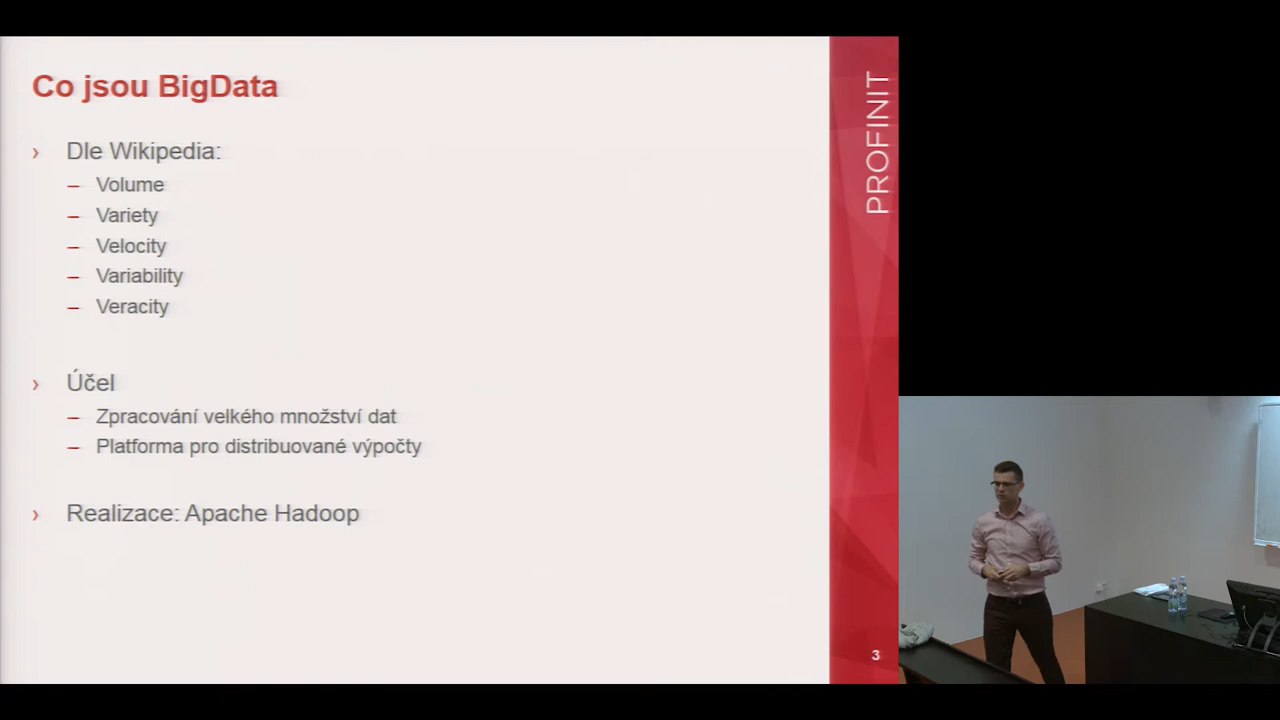 Co jsou BigData
› Dle Wikipedia:
– Volume
– Variety
– Velocity
– Variability
– Veracity
› Účel
– Zpracování velkého množství dat
– Platforma pro distribuované výpočty
› Realizace: Apache Hadoop
PROFINIT
3